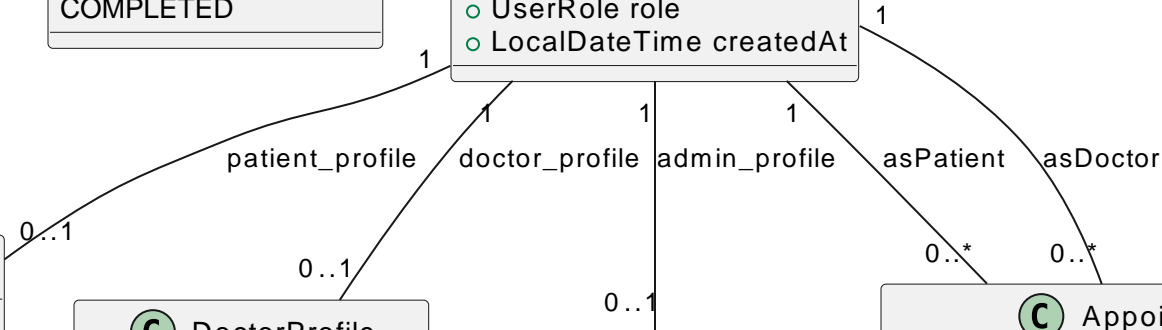 COMPLETED
UserRole role
LocalDateTime createdAt
1
1
1
1
1
patient_profile
doctor_profile
admin_profile
asPatient
asDoctor
0..1
0..1
0..1
0..*
0..*
C DoctorProfile
C Appoi